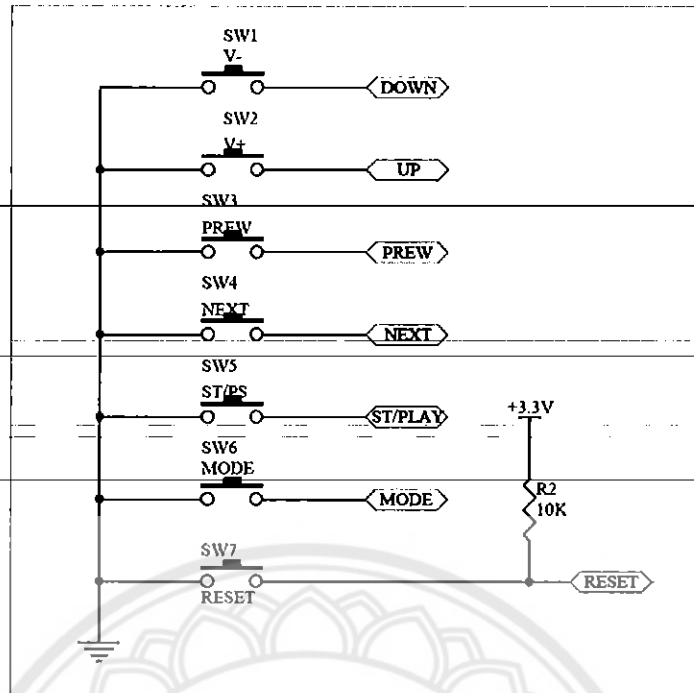 SW1
V-
DOWN
SW2
V+
UP
SW3
PREW
PREW
SW4
NEXT
NEXT
SW5
ST/PS
ST/PLAY
+3.3V
SW6
MODE
MODE
R2
10K
SW7
RESET
RESET